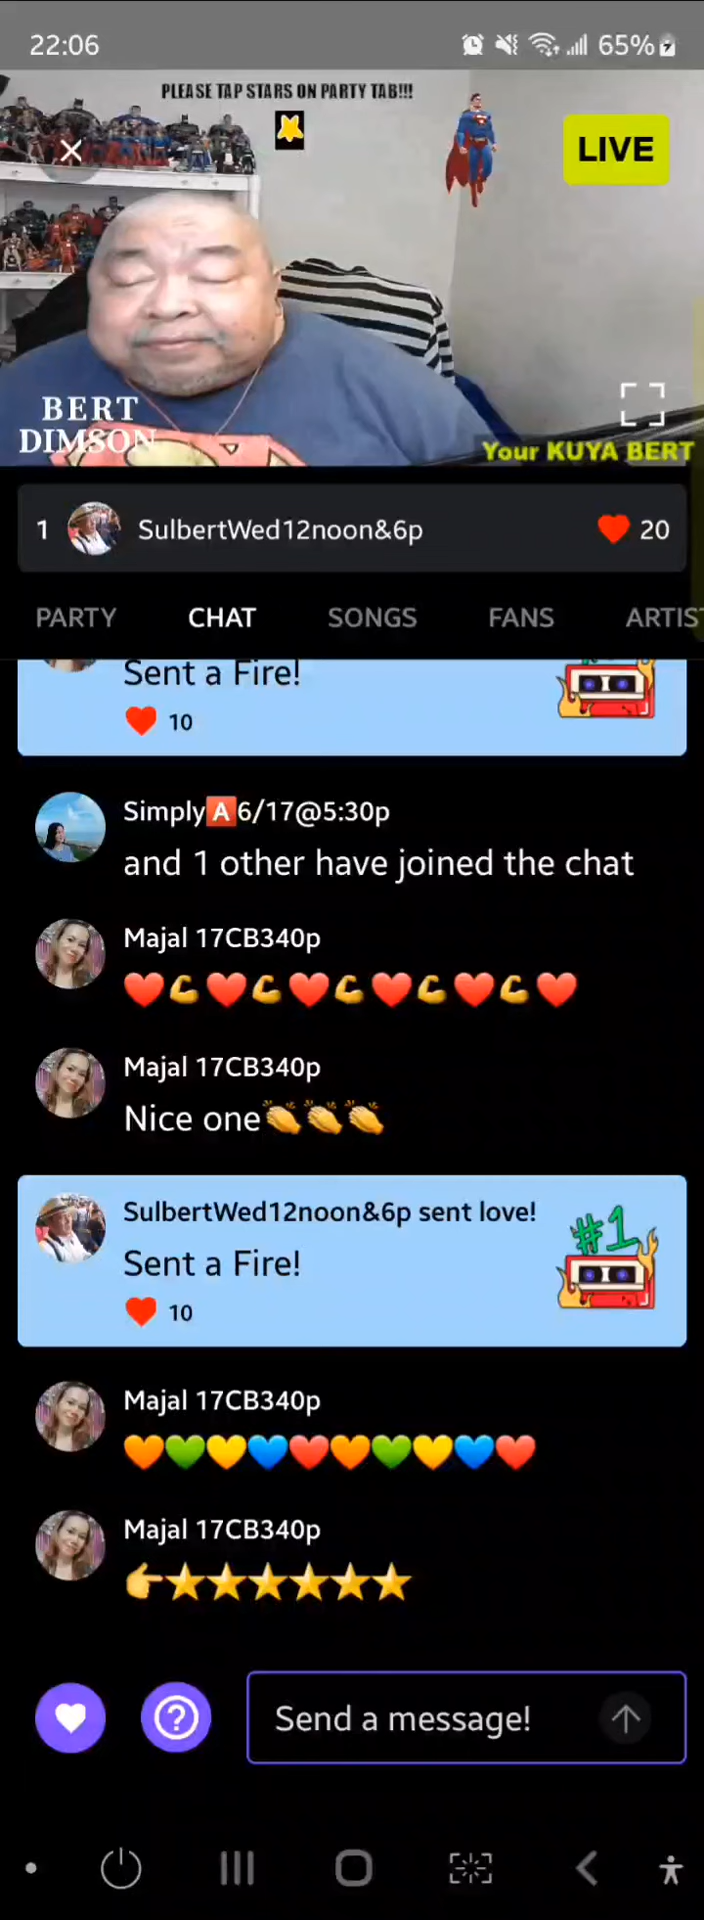 22:06
65%
PLEASE TAP STARS ON PARTY TAB!!!
LIVE
BERT
DIMSON
Your KUYA BERT
1 SulbertWed12noon&6p ❤️ 20
PARTY CHAT SONGS FANS ARTIS
Sent a Fire!
❤️ 10
Simply🅰️6/17@5:30p
and 1 other have joined the chat
Majal 17CB340p
❤️💪❤️💪❤️💪❤️💪❤️💪❤️
Majal 17CB340p
Nice one👏👏👏
SulbertWed12noon&6p sent love!
#1
Sent a Fire!
❤️ 10
Majal 17CB340p
🧡💚💛💙❤️🧡💚💛💙❤️
Majal 17CB340p
👉⭐⭐⭐⭐⭐⭐
Send a message!